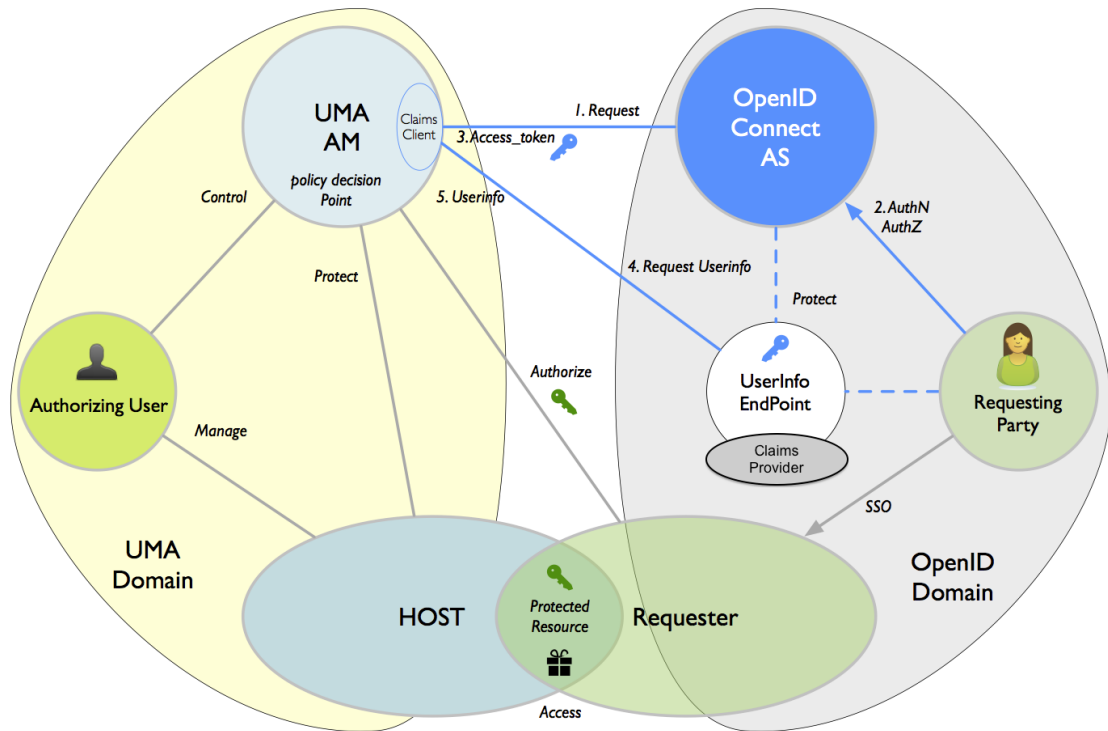 UMA
AM
policy decision
Point
Claims
Client
1. Request
3.Access_token
5. Userinfo
OpenID
Connect
AS
Control
2. AuthN
AuthZ
4. Request Userinfo
Protect
Protect
Authorizing User
Authorize
UserInfo
EndPoint
Claims
Provider
Requesting
Party
Manage
SSO
UMA
Domain
OpenID
Domain
HOST
Protected
Resource
Requester
Access